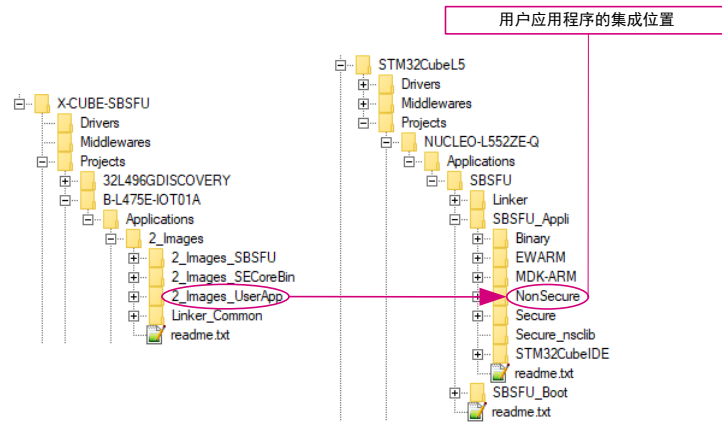 用户应用程序的集成位置
X-CUBE-SBSFU
Drivers
Middlewares
Projects
32L496GDISCOVERY
B-L475E-IOT01A
Applications
2_Images
2_Images_SBSFU
2_Images_SECoreBin
2_Images_UserApp
Linker_Common
readme.txt
STM32CubeL5
Drivers
Middlewares
Projects
NUCLEO-L552ZE-Q
Applications
SBSFU
Linker
SBSFU_Appli
Binary
EWARM
MDK-ARM
NonSecure
Secure
Secure_nsclib
STM32CubeIDE
readme.txt
SBSFU_Boot
readme.txt